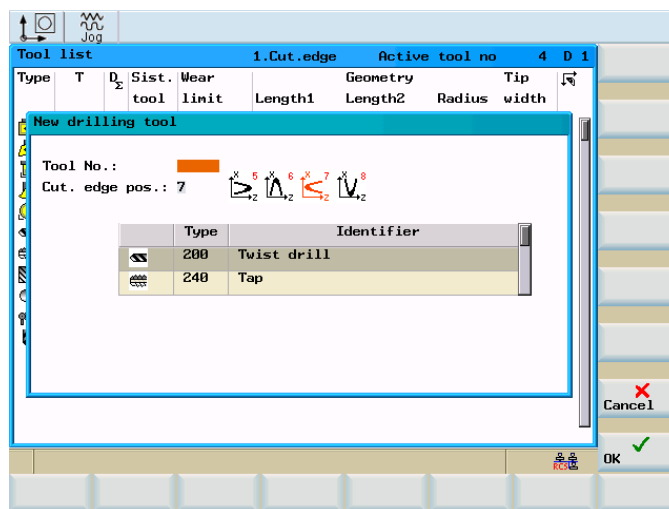 Jog
Tool list 1.Cut.edge Active tool no 4 D 1
Type T D Σ Sist. Wear Geometry Tip
tool limit Length1 Length2 Radius width
New drilling tool
Tool No.:
Cut. edge pos.: 7
X 5 Z X 6 Z X 7 Z X 8 Z
Type Identifier
200 Twist drill
240 Tap
Cancel
RCS
OK